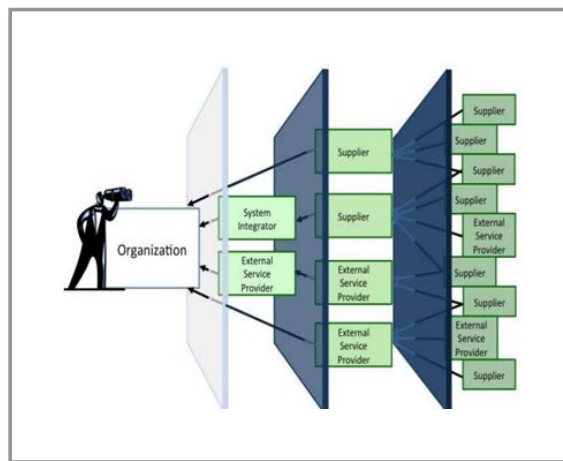 Organization
System
Integrator
External
Service
Provider
Supplier
Supplier
External
Service
Provider
External
Service
Provider
Supplier
Supplier
Supplier
Supplier
External
Service
Provider
Supplier
Supplier
External
Service
Provider
Supplier